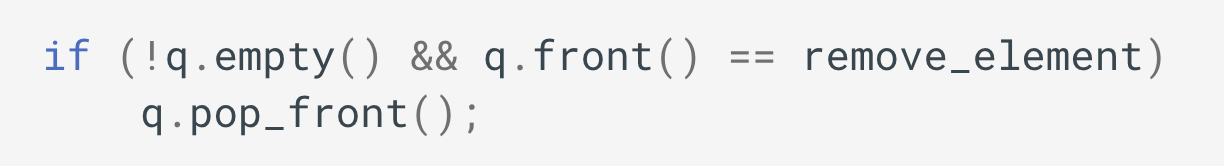 if (!q.empty() && q.front() == remove_element)
    q.pop_front();